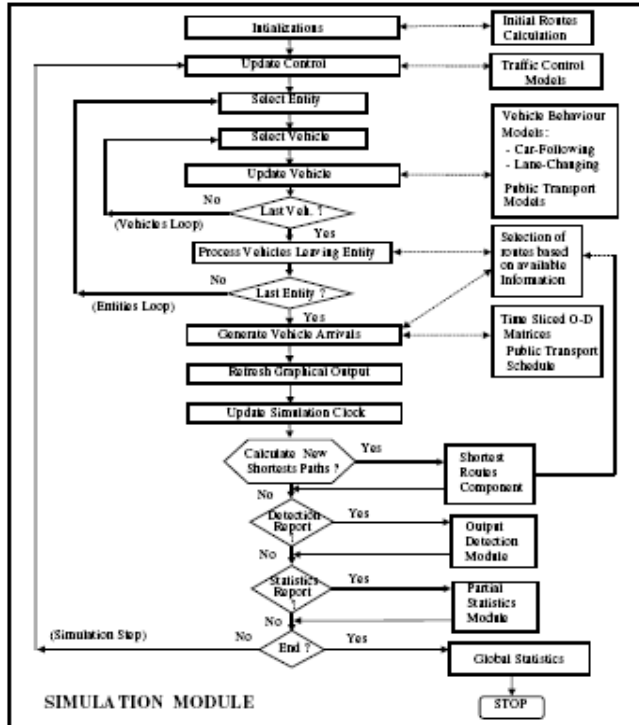 Intializations
Initial Routes
Calculation
Update Control
Traffic Control
Models
Select Entity
Select Vehicle
Vehicle Behaviour
Models:
- Car-Following
- Lane-Changing
Public Transport
Models
Update Vehicle
No
Last Veh. ?
(Vehicles Loop)
Yes
Process Vehicles Leaving Entity
Selection of
routes based
on available
Information
No
Last Entity ?
(Entities Loop)
Yes
Generate Vehicle Arrivals
Time Sliced O-D
Matrices
Public Transport
Schedule
Refresh Graphical Output
Update Simulation Clock
Calculate New
Shortests Paths ?
Yes
Shortest
Routes
Component
No
Detection
Report
?
Yes
Output
Detection
Module
No
Statistics
Report
?
Yes
Partial
Statistics
Module
No
(Simulation Step)
No
End ?
Yes
Global Statistics
SIMULATION MODULE
STOP